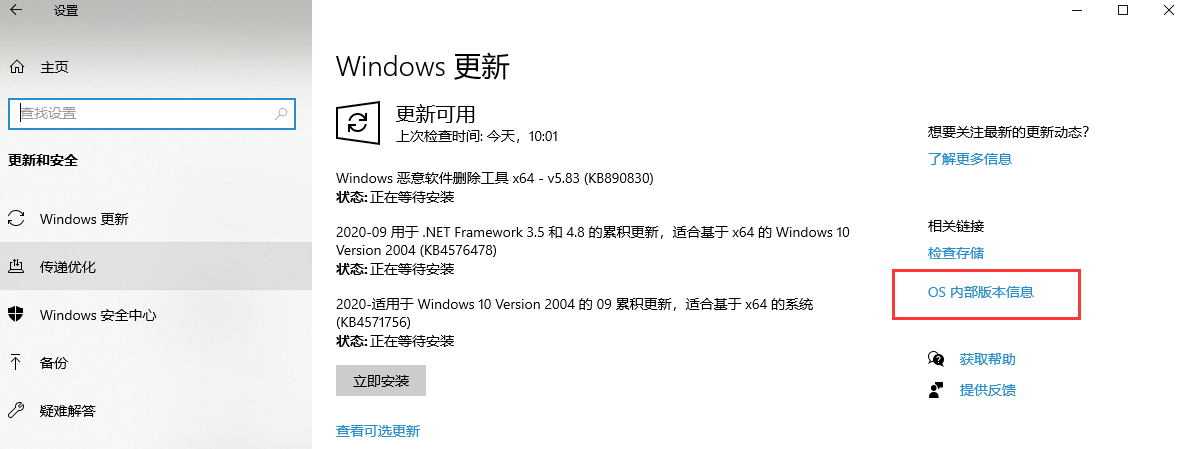 设置
主页
查找设置
更新和安全
Windows 更新
传递优化
Windows 安全中心
备份
疑难解答
Windows 更新
更新可用
上次检查时间: 今天，10:01
Windows 恶意软件删除工具 x64 - v5.83 (KB890830)
状态: 正在等待安装
2020-09 用于 .NET Framework 3.5 和 4.8 的累积更新，适合基于 x64 的 Windows 10
Version 2004 (KB4576478)
状态: 正在等待安装
2020-适用于 Windows 10 Version 2004 的 09 累积更新，适合基于 x64 的系统
(KB4571756)
状态: 正在等待安装
立即安装
查看可选更新
想要关注最新的更新动态?
了解更多信息
相关链接
检查存储
OS 内部版本信息
获取帮助
提供反馈